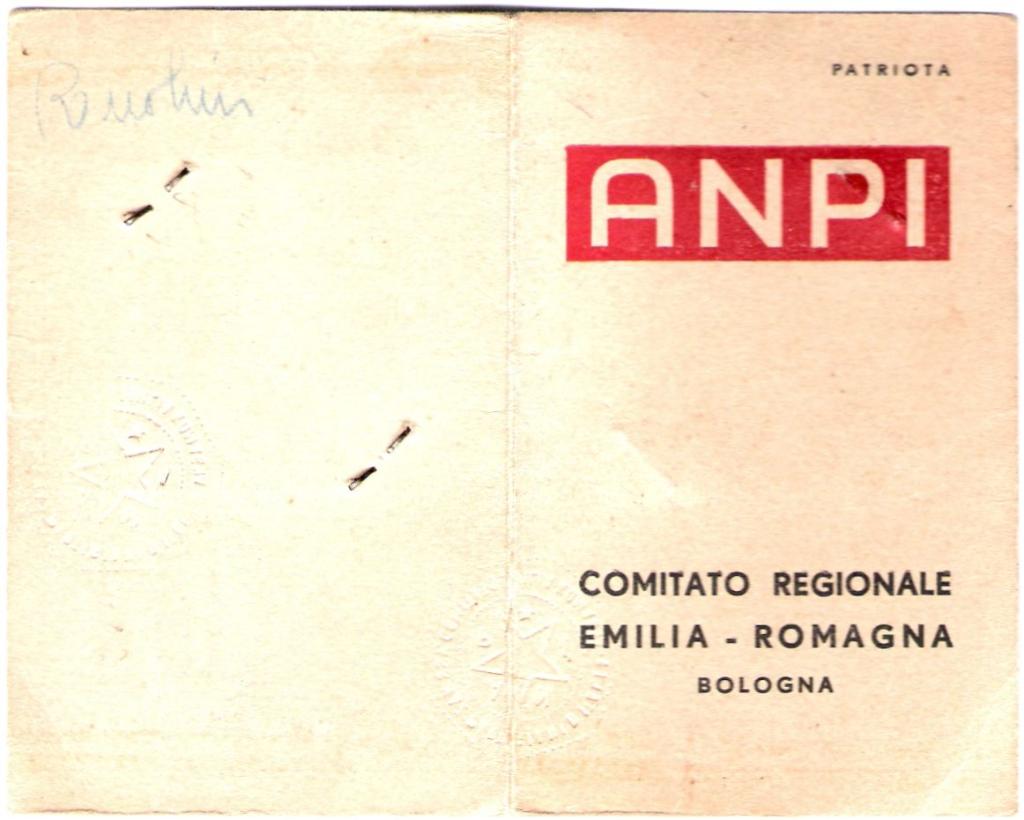 PATRIOTA
ANPI
COMITATO REGIONALE
EMILIA - ROMAGNA
BOLOGNA